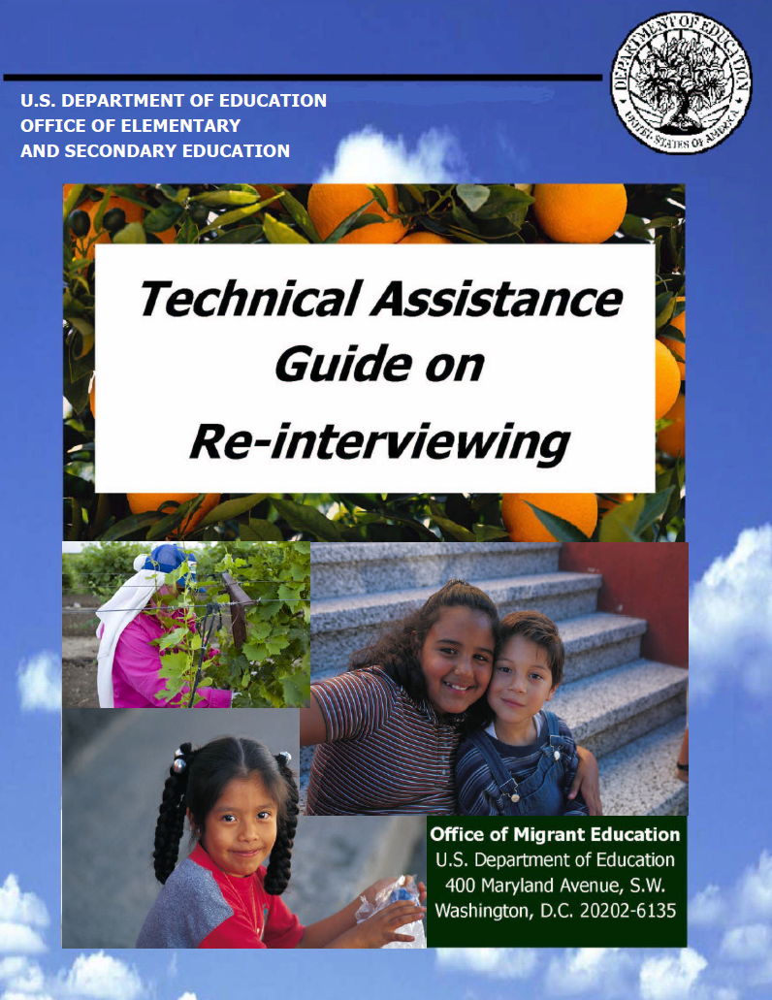 DEPARTMENT OF EDUCATION
UNITED STATES OF AMERICA
U.S. DEPARTMENT OF EDUCATION
OFFICE OF ELEMENTARY
AND SECONDARY EDUCATION
Technical Assistance
Guide on
Re-interviewing
Office of Migrant Education
U.S. Department of Education
400 Maryland Avenue, S.W.
Washington, D.C. 20202-6135